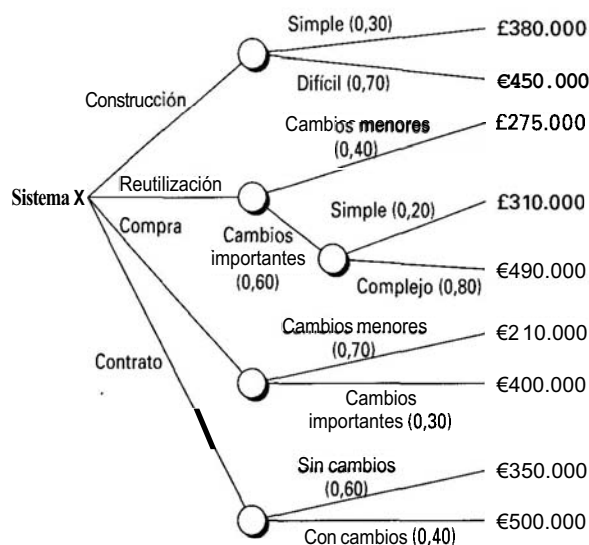 Simple (0,30)
£380.000
Construcción
Difícil (0,70)
€450.000
Cambios menores
(0,40)
£275.000
Sistema X
Reutilización
Simple (0,20)
£310.000
Compra
Cambios
importantes
(0,60)
Complejo (0,80)
€490.000
Contrato
Cambios menores
(0,70)
€210.000
Cambios
importantes (0,30)
€400.000
Sin cambios
(0,60)
€350.000
Con cambios (0,40)
€500.000